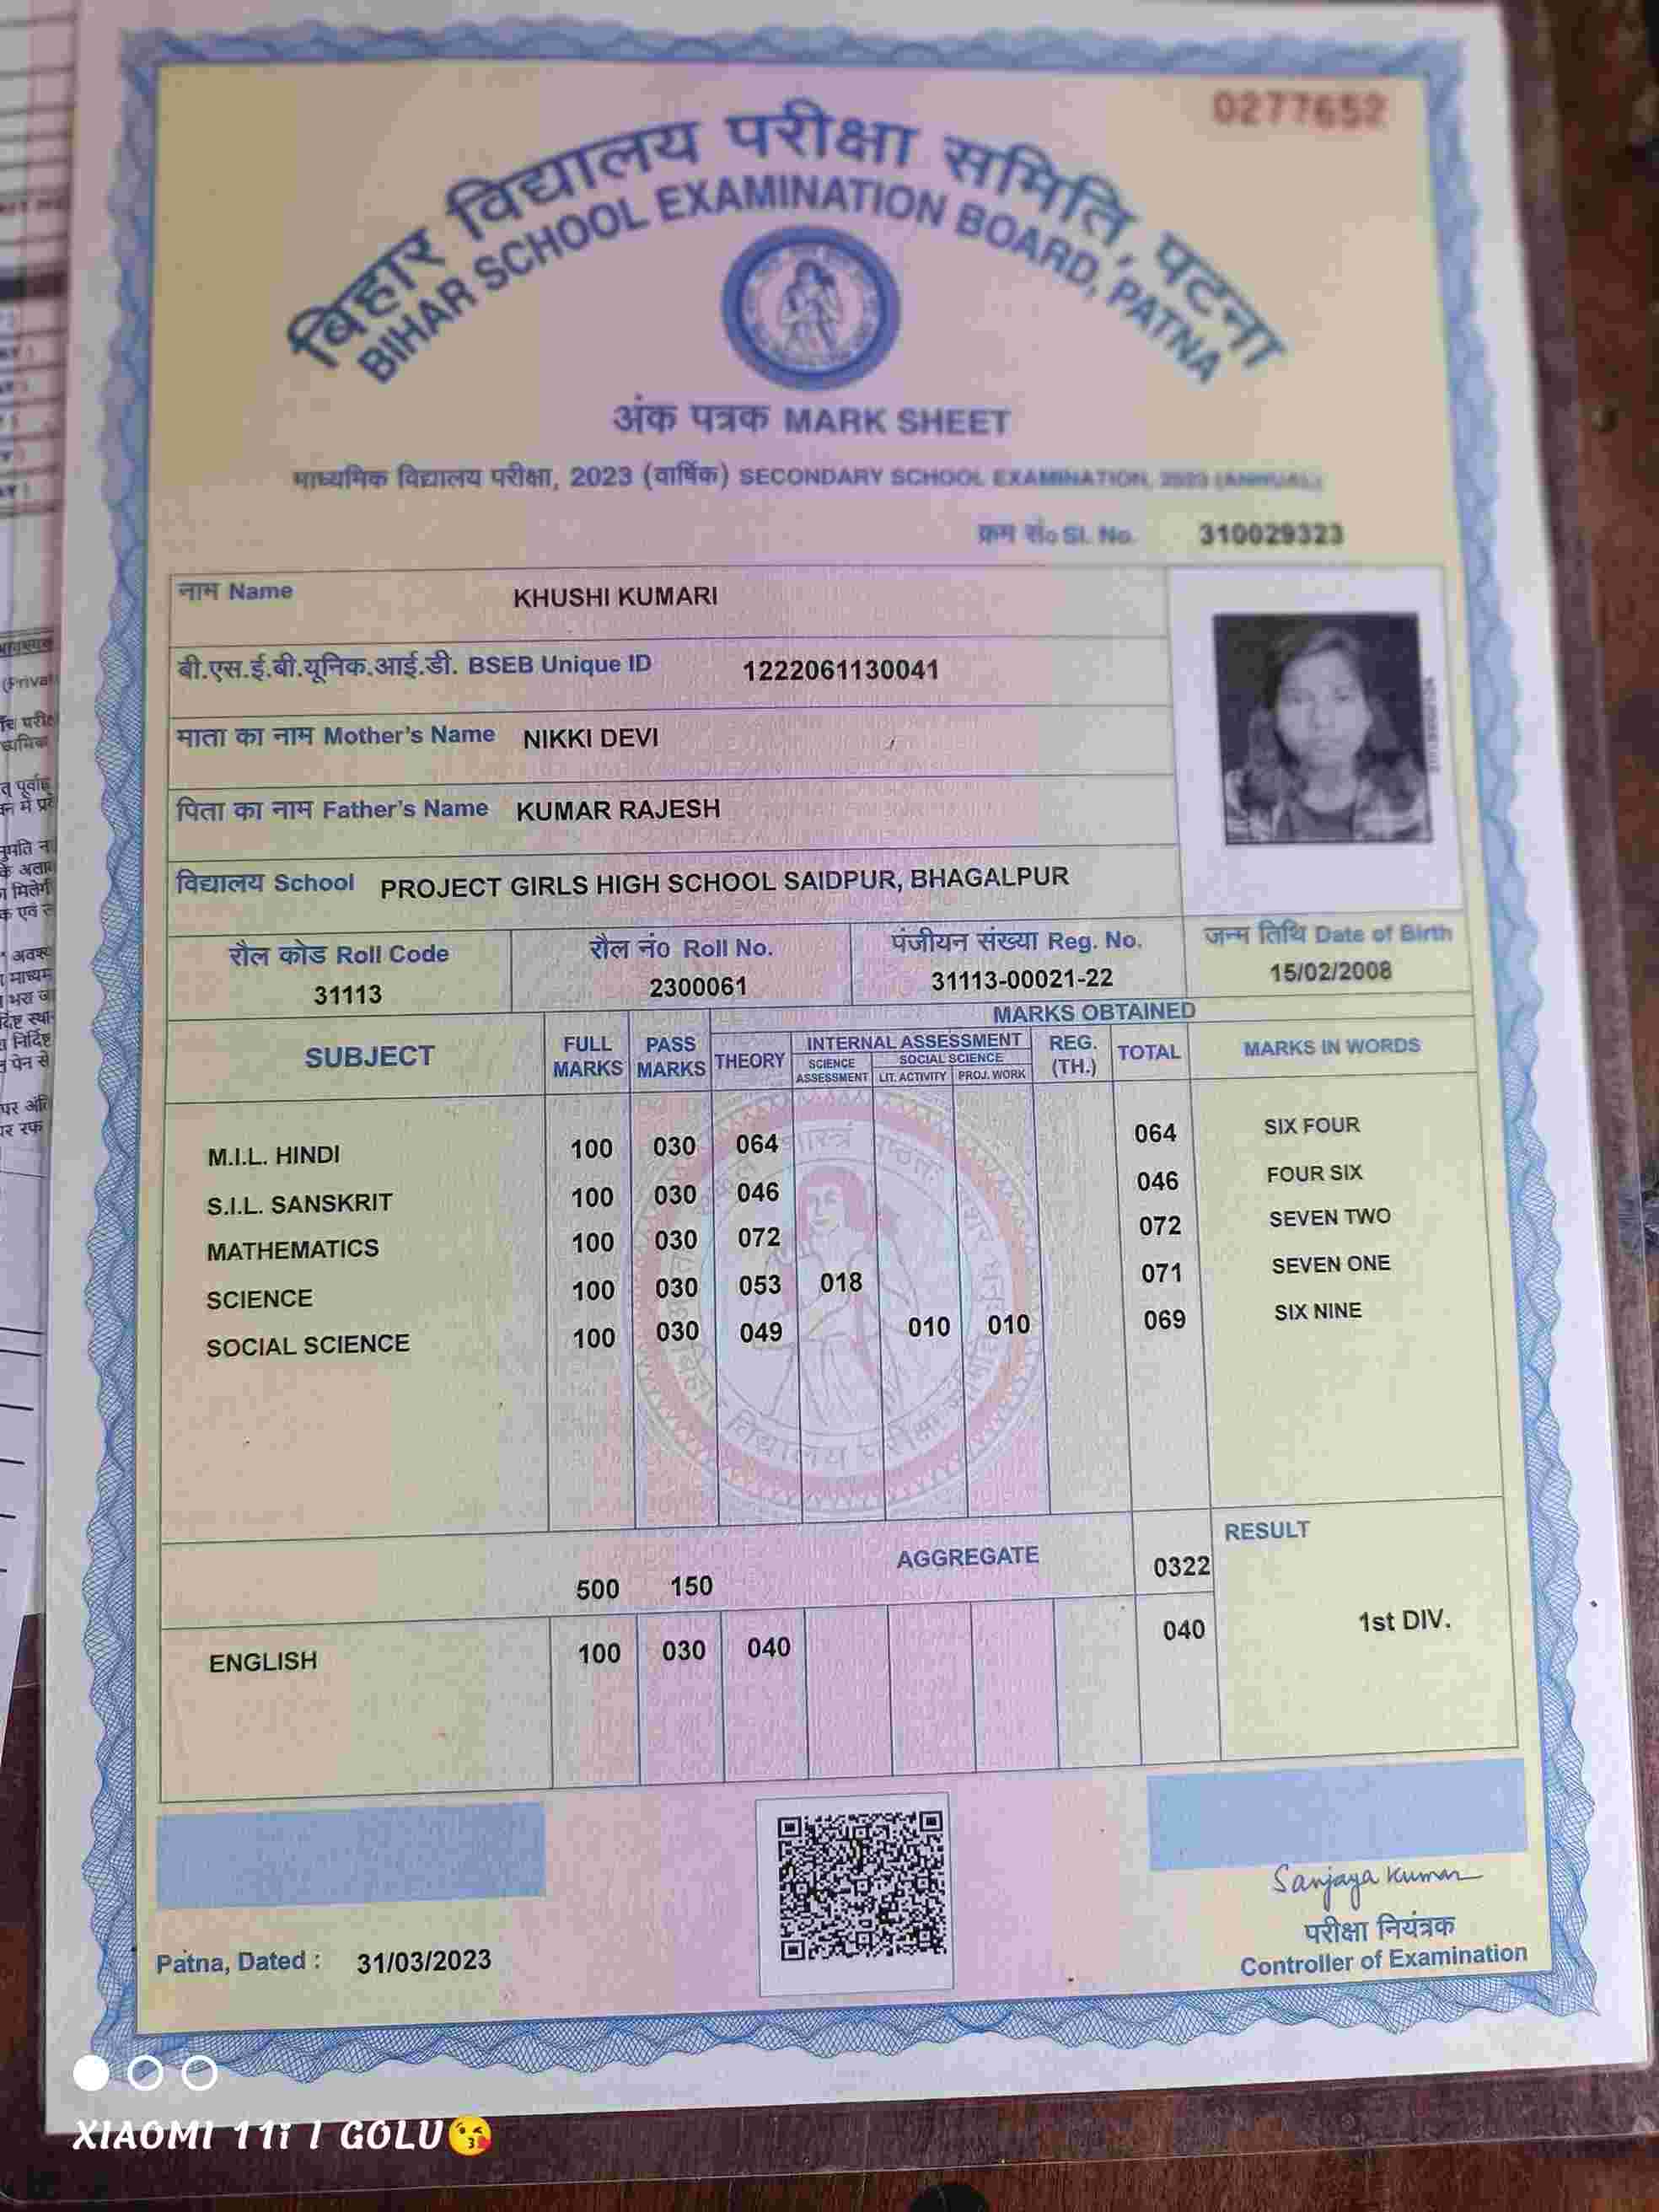 0277652
बिहार विद्यालय परीक्षा समिति, पटना
BIHAR SCHOOL EXAMINATION BOARD, PATNA
अंक पत्रक MARK SHEET
माध्यमिक विद्यालय परीक्षा, 2023 (वार्षिक) SECONDARY SCHOOL EXAMINATION, 2023 (ANNUAL)
क्रम सं० Sl. No. 310029323
नाम Name KHUSHI KUMARI
बी.एस.ई.बी.यूनिक.आई.डी. BSEB Unique ID 1222061130041
माता का नाम Mother's Name NIKKI DEVI
पिता का नाम Father's Name KUMAR RAJESH
विद्यालय School PROJECT GIRLS HIGH SCHOOL SAIDPUR, BHAGALPUR
रौल कोड Roll Code रौल नं० Roll No. पंजीयन संख्या Reg. No. जन्म तिथि Date of Birth
31113 2300061 31113-00021-22 15/02/2008
MARKS OBTAINED
SUBJECT FULL MARKS PASS MARKS THEORY INTERNAL ASSESSMENT REG. (TH.) TOTAL MARKS IN WORDS
SCIENCE ASSESSMENT SOCIAL SCIENCE LIT. ACTIVITY PROJ. WORK
M.I.L. HINDI 100 030 064 064 SIX FOUR
S.I.L. SANSKRIT 100 030 046 046 FOUR SIX
MATHEMATICS 100 030 072 072 SEVEN TWO
SCIENCE 100 030 053 018 071 SEVEN ONE
SOCIAL SCIENCE 100 030 049 010 010 069 SIX NINE
500 150 AGGREGATE 0322 RESULT
ENGLISH 100 030 040 040 1st DIV.
Sanjaya Kumar
परीक्षा नियंत्रक
Controller of Examination
Patna, Dated : 31/03/2023
XIAOMI 11i | GOLU😘